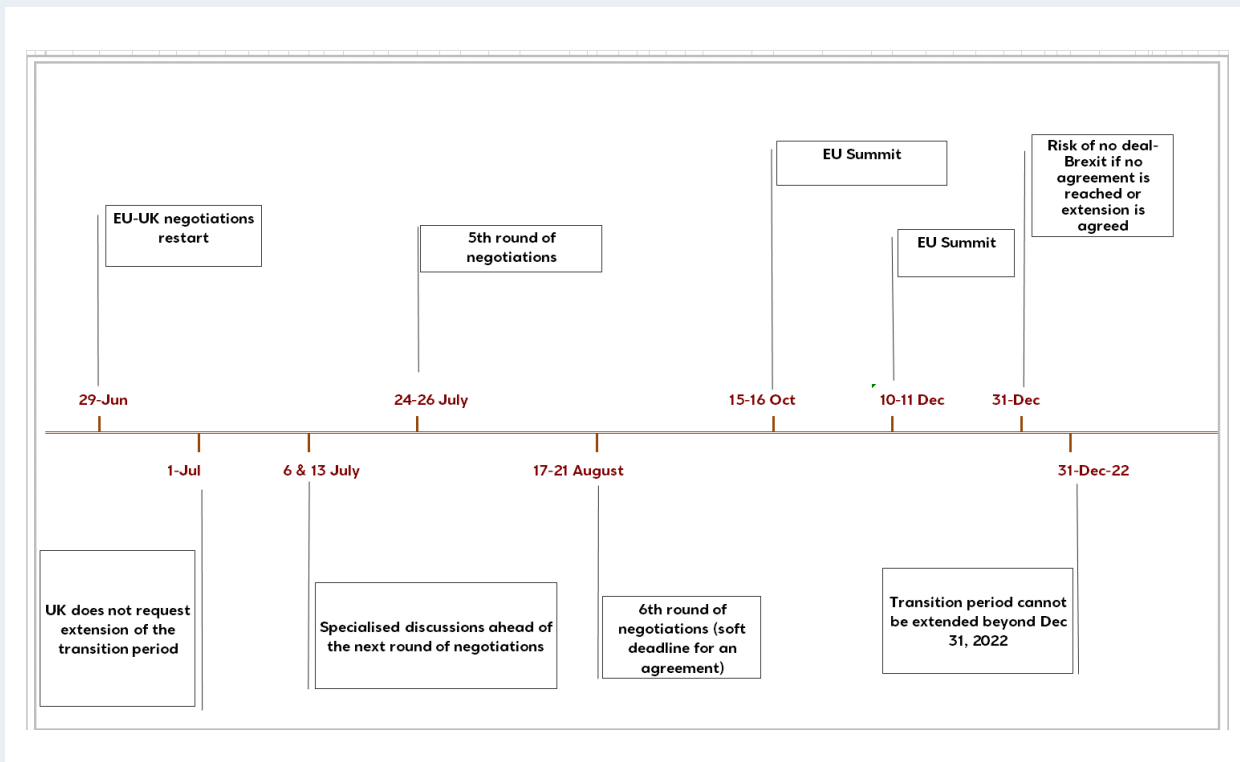 EU-UK negotiations
restart
5th round of
negotiations
EU Summit
EU Summit
Risk of no deal-
Brexit if no
agreement is
reached or
extension is
agreed
29-Jun
24-26 July
15-16 Oct
10-11 Dec
31-Dec
1-Jul
6 & 13 July
17-21 August
31-Dec-22
UK does not request
extension of the
transition period
Specialised discussions ahead of
the next round of negotiations
6th round of
negotiations (soft
deadline for an
agreement)
Transition period cannot
be extended beyond Dec
31, 2022